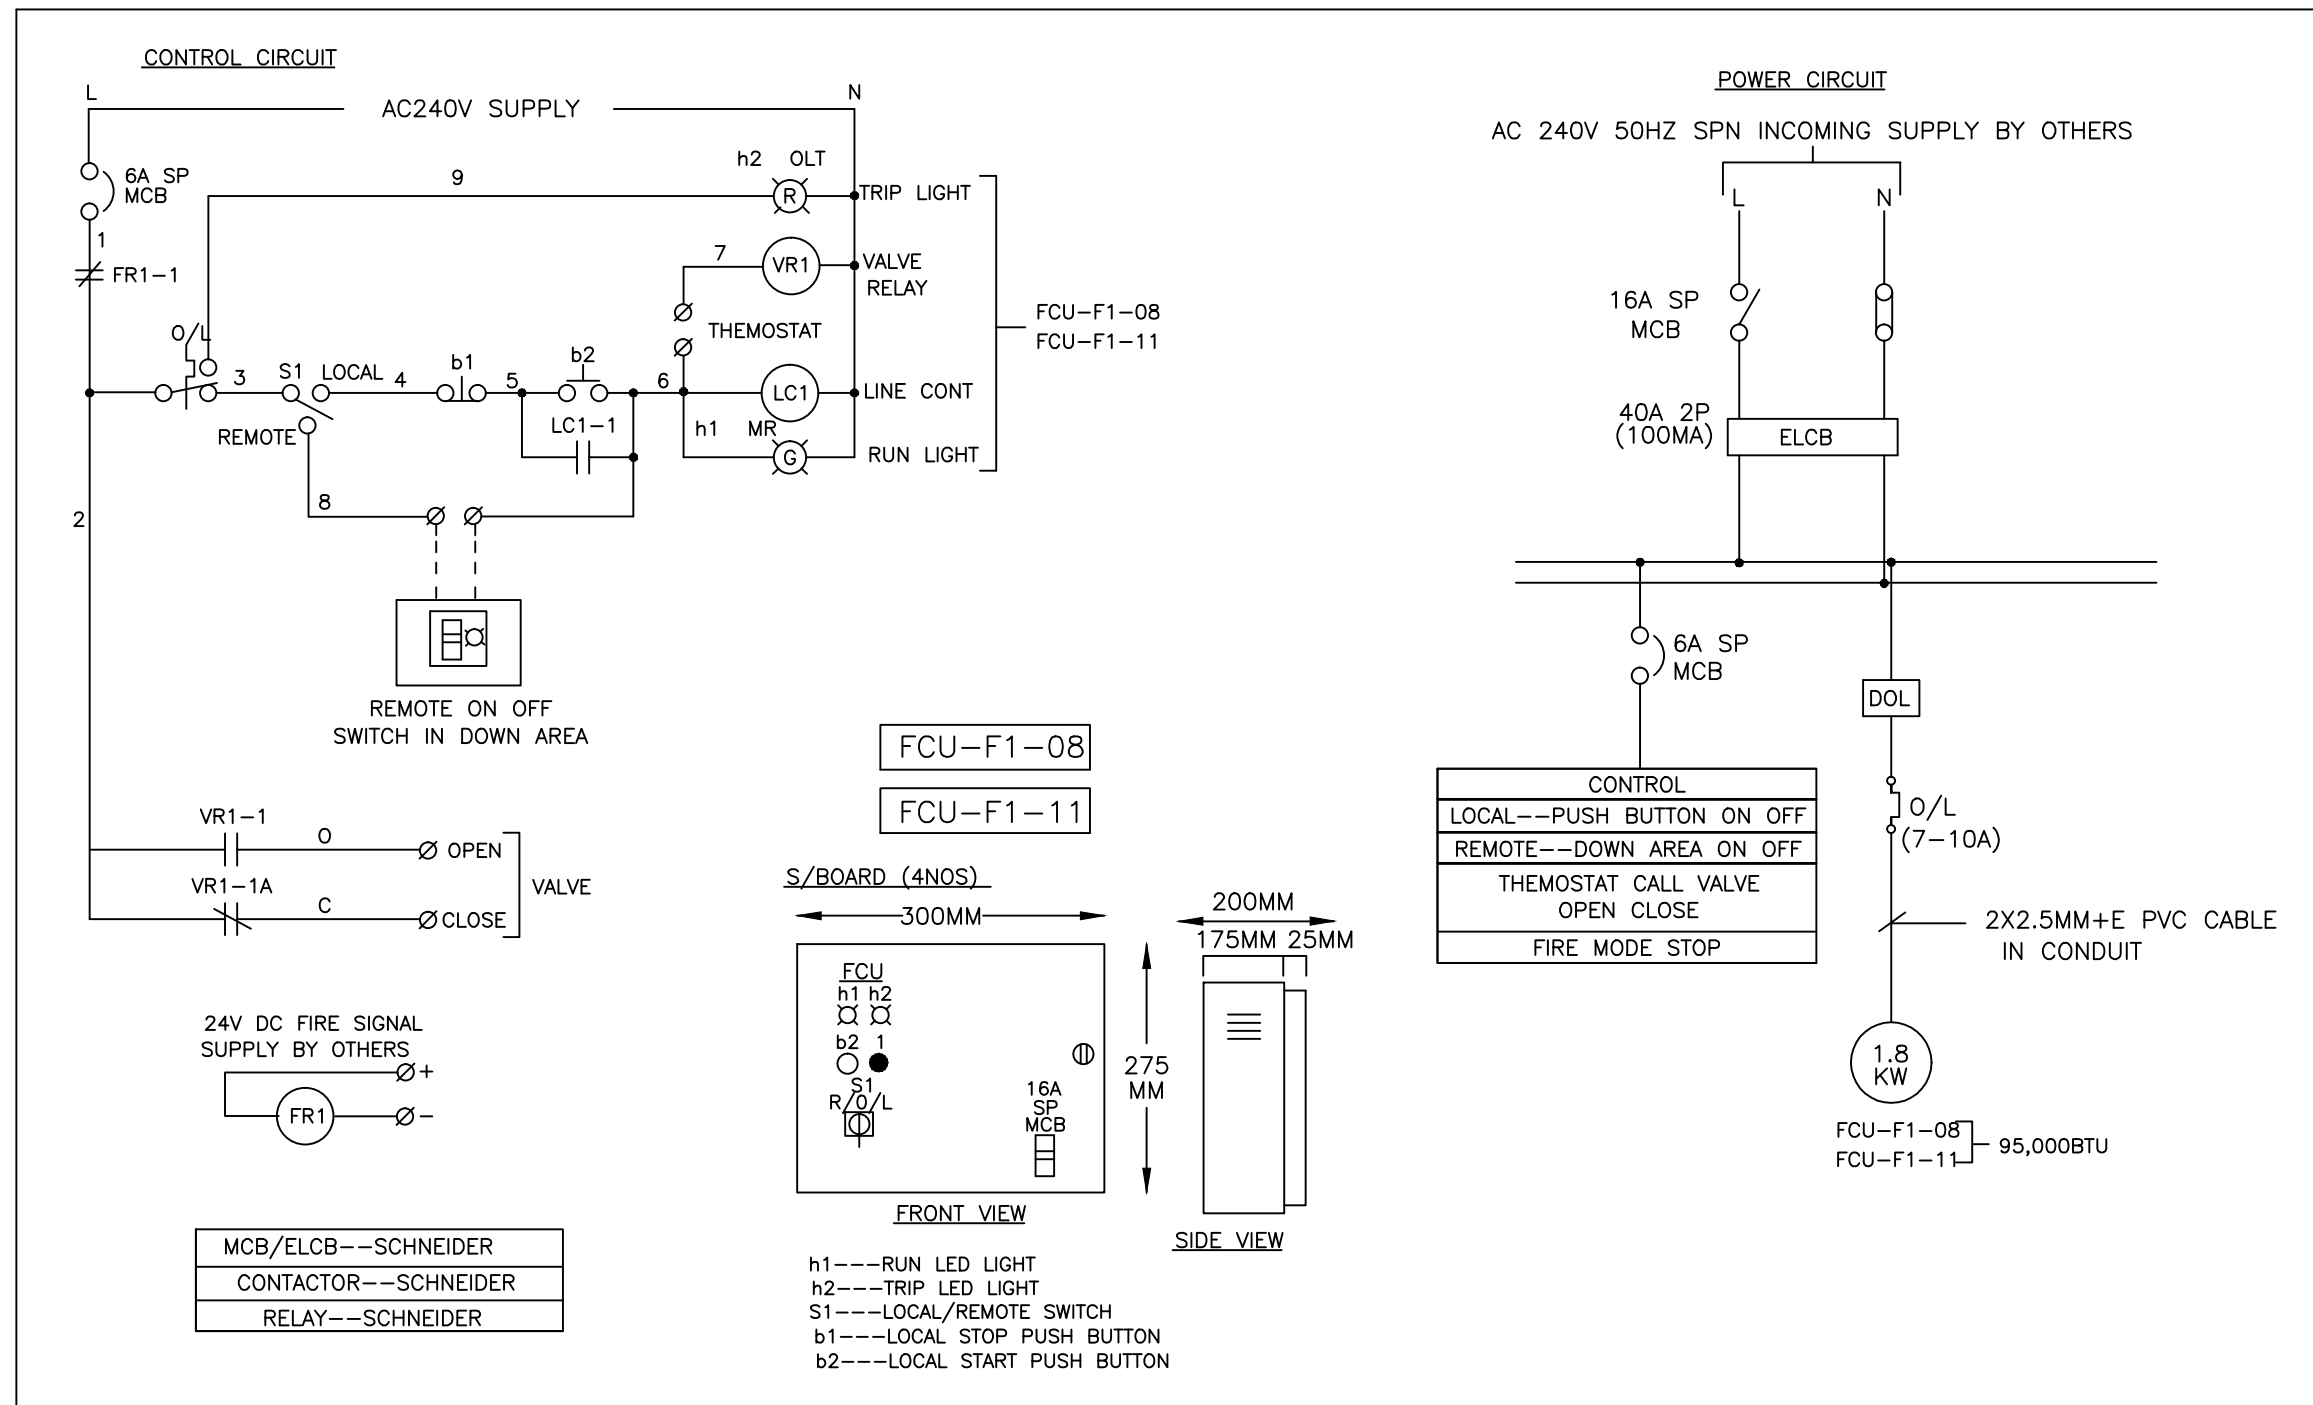 CONTROL CIRCUIT
L
AC240V SUPPLY
N
6A SP
MCB
9
h2 OLT
R
TRIP LIGHT
1
FR1-1
7
VR1
VALVE
RELAY
THEMOSTAT
FCU-F1-08
FCU-F1-11
O/L
3
S1
LOCAL
4
b1
5
b2
6
LC1
LINE CONT
REMOTE
LC1-1
h1
MR
G
RUN LIGHT
8
2
REMOTE ON OFF
SWITCH IN DOWN AREA
VR1-1
O
OPEN
VALVE
VR1-1A
C
CLOSE
24V DC FIRE SIGNAL
SUPPLY BY OTHERS
+
FR1
-
MCB/ELCB--SCHNEIDER
CONTACTOR--SCHNEIDER
RELAY--SCHNEIDER
FCU-F1-08
FCU-F1-11
S/BOARD (4NOS)
300MM
FCU
h1 h2
b2 1
S1
R/O/L
16A
SP
MCB
275
MM
FRONT VIEW
200MM
175MM 25MM
SIDE VIEW
h1---RUN LED LIGHT
h2---TRIP LED LIGHT
S1---LOCAL/REMOTE SWITCH
b1---LOCAL STOP PUSH BUTTON
b2---LOCAL START PUSH BUTTON
POWER CIRCUIT
AC 240V 50HZ SPN INCOMING SUPPLY BY OTHERS
L
N
16A SP
MCB
40A 2P
(100MA)
ELCB
6A SP
MCB
DOL
CONTROL
LOCAL--PUSH BUTTON ON OFF
REMOTE--DOWN AREA ON OFF
THEMOSTAT CALL VALVE
OPEN CLOSE
FIRE MODE STOP
O/L
(7-10A)
2X2.5MM+E PVC CABLE
IN CONDUIT
1.8
KW
FCU-F1-08
FCU-F1-11
95,000BTU